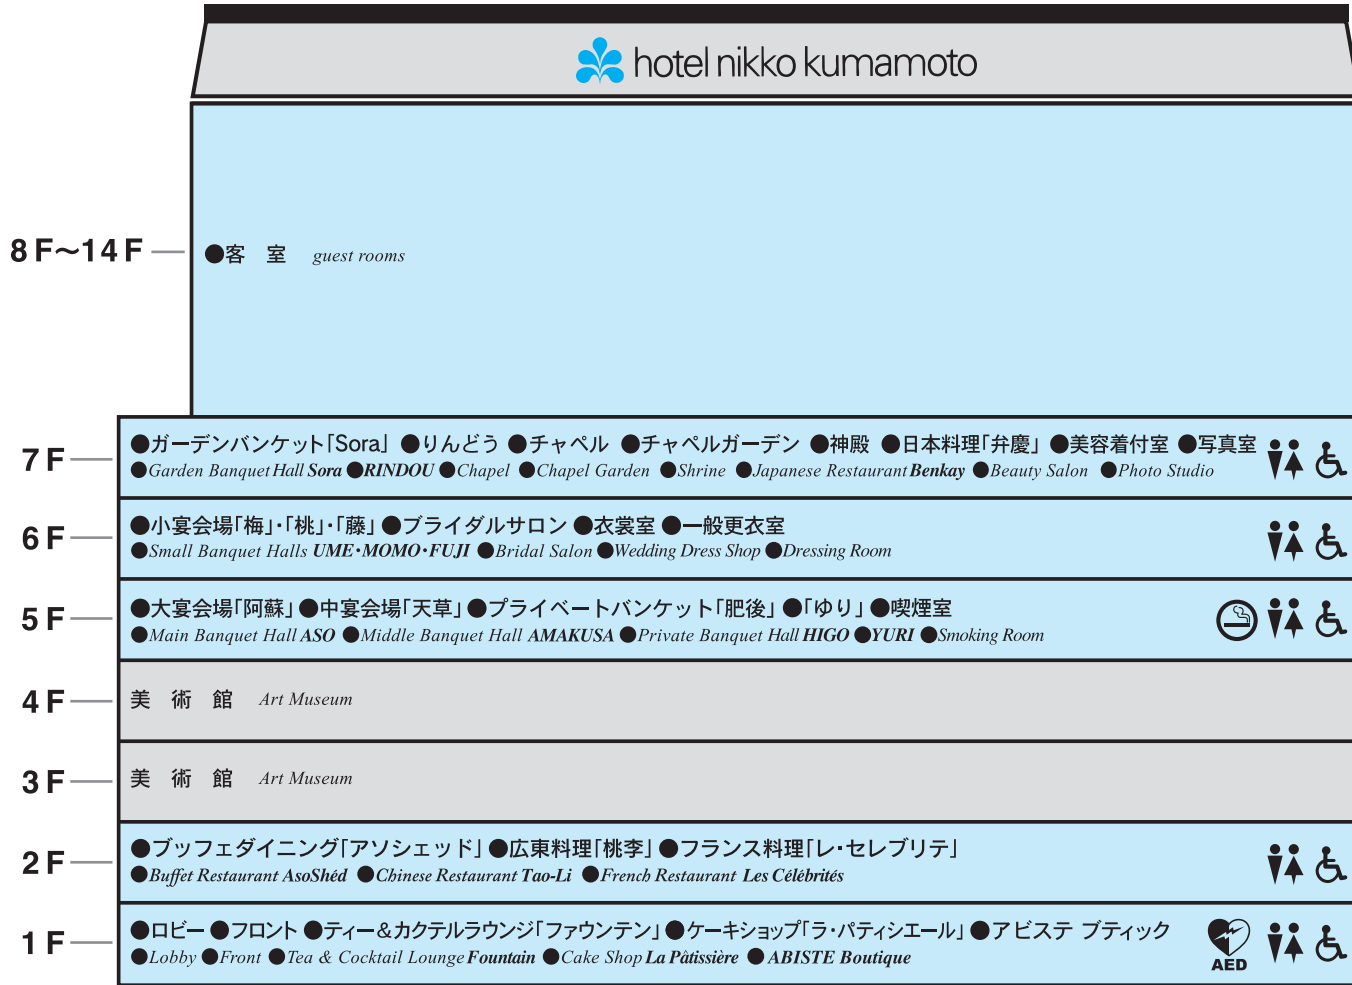 hotel nikko kumamoto
8F~14F
●客 室 guest rooms
7F
●ガーデンバンケット「Sora」 ●りんどう ●チャペル ●チャペルガーデン ●神殿 ●日本料理「弁慶」 ●美容着付室 ●写真室
●Garden Banquet Hall Sora ●RINDOU ●Chapel ●Chapel Garden ●Shrine ●Japanese Restaurant Benkay ●Beauty Salon ●Photo Studio
6F
●小宴会場「梅」・「桃」・「藤」 ●ブライダルサロン ●衣裳室 ●一般更衣室
●Small Banquet Halls UME・MOMO・FUJI ●Bridal Salon ●Wedding Dress Shop ●Dressing Room
5F
●大宴会場「阿蘇」 ●中宴会場「天草」 ●プライベートバンケット「肥後」 ●「ゆり」 ●喫煙室
●Main Banquet Hall ASO ●Middle Banquet Hall AMAKUSA ●Private Banquet Hall HIGO ●YURI ●Smoking Room
4F
美 術 館 Art Museum
3F
美 術 館 Art Museum
2F
●ブッフェダイニング「アソシェッド」 ●広東料理「桃李」 ●フランス料理「レ・セレブリテ」
●Buffet Restaurant AsoShéd ●Chinese Restaurant Tao-Li ●French Restaurant Les Célébrités
1F
●ロビー ●フロント ●ティー&カクテルラウンジ「ファウンテン」 ●ケーキショップ「ラ・パティシエール」 ●アビステ ブティック
●Lobby ●Front ●Tea & Cocktail Lounge Fountain ●Cake Shop La Pâtissière ●ABISTE Boutique
AED